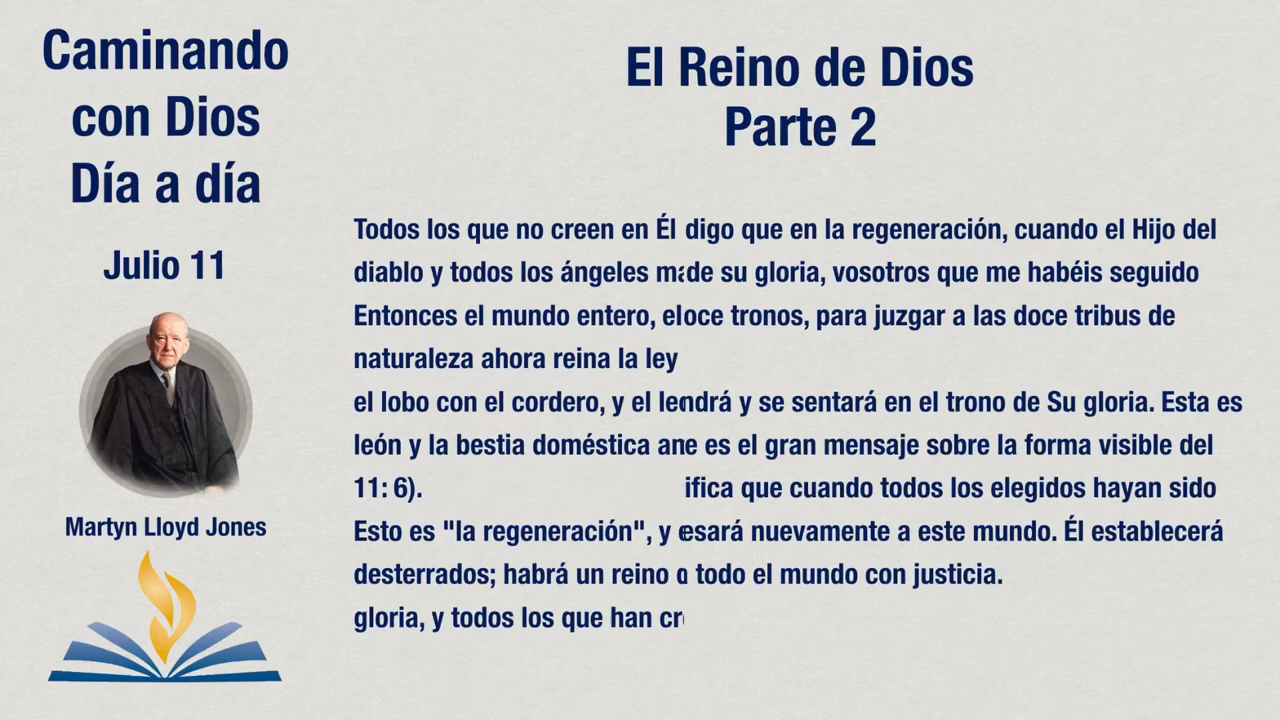 Caminando
con Dios
Día a día
Julio 11
Martyn Lloyd Jones
El Reino de Dios
Parte 2
Todos los que no creen en Él digo que en la regeneración, cuando el Hijo del
diablo y todos los ángeles de su gloria, vosotros que me habéis seguido
Entonces el mundo entero, tronos, para juzgar a las doce tribus de
naturaleza ahora reina la ley
el lobo con el cordero, y el y se sentará en el trono de Su gloria. Esta es
león y la bestia doméstica es el gran mensaje sobre la forma visible del
11: 6). que cuando todos los elegidos hayan sido
Esto es "la regeneración", y nuevamente a este mundo. Él establecerá
desterrados; habrá un reino todo el mundo con justicia.
gloria, y todos los que han